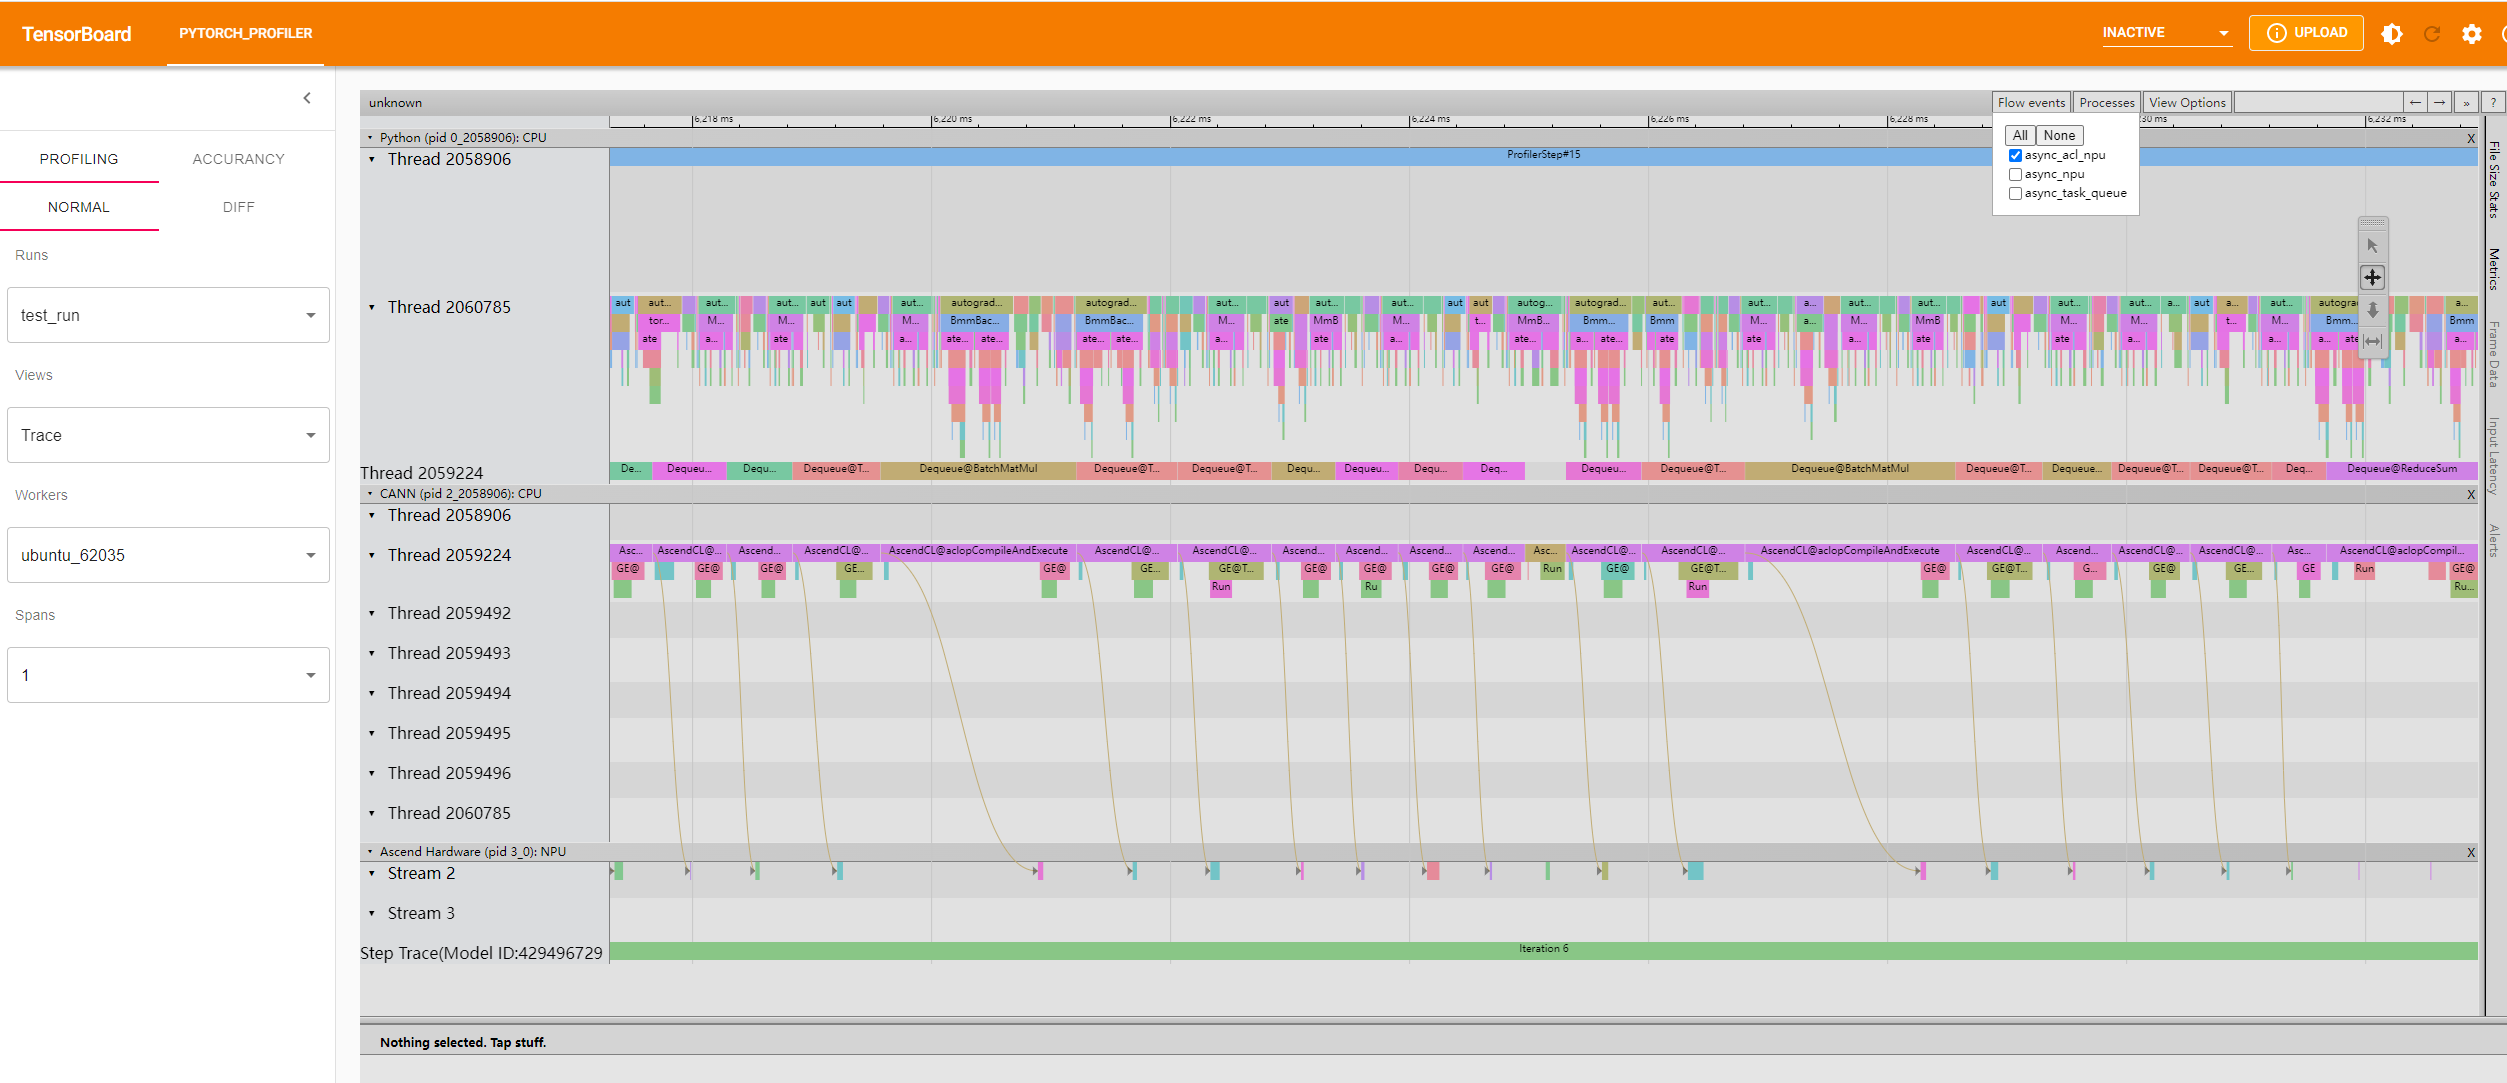 TensorBoard PYTORCH_PROFILER INACTIVE UPLOAD
PROFILING ACCURANCY
NORMAL DIFF
Runs
test_run
Views
Trace
Workers
ubuntu_62035
Spans
1
unknown Flow events Processes View Options ← → » ?
6,218 ms 6,220 ms 6,222 ms 6,224 ms 6,226 ms 6,228 ms 30 ms 6,232 ms
All None
async_acl_npu
async_npu
async_task_queue
Python (pid 0_2058906): CPU X
Thread 2058906 ProfilerStep#15
Thread 2060785 aut aut... aut... aut... aut aut aut... autograd... autograd... aut... aut aut... aut... aut aut autog... autograd... aut... aut... a... aut... aut... aut aut... aut... a... aut a... aut... autogra a...
tor... M... M... M... BmmBac... BmmBac... M... ate MmB M... t... MmB... Bmm... Bmm M... a... M... MmB M... M... t... M... Bmm... Bmm
ate a... ate a... ate... ate... ate... ate... a... ate a... a... a... ate... ate ate a... ate ate a... a... a... ate a...
Thread 2059224 De... Dequeu... Dequ... Dequeue@T... Dequeue@BatchMatMul Dequeue@T... Dequeue@T... Dequ... Dequeu... Dequ... Deq... Dequeu... Dequeue@T... Dequeue@BatchMatMul Dequeue@T... Dequeue... Dequeue@T... Dequeue@T... Deq... Dequeue@ReduceSum
CANN (pid 2_2058906): CPU X
Thread 2058906
Thread 2059224 Asc... AscendCL@... Ascend... AscendCL@... AscendCL@aclopCompileAndExecute AscendCL@... AscendCL@... Ascend... Ascend... AscendCL... Ascend... Asc... AscendCL@... AscendCL@... AscendCL@aclopCompileAndExecute AscendCL@... Ascend... AscendCL@... AscendCL@... Asc... AscendCL@aclopCompil...
GE@ GE@ GE@ GE... GE@ GE... GE@T... GE@ GE@ GE@ GE@ Run GE@ GE@T... GE@ GE@T... G... GE@ GE... GE Run GE@
Run Ru Run Ru...
Thread 2059492
Thread 2059493
Thread 2059494
Thread 2059495
Thread 2059496
Thread 2060785
Ascend Hardware (pid 3_0): NPU X
Stream 2
Stream 3
Step Trace(Model ID:429496729 Iteration 6
Nothing selected. Tap stuff.
File Size Stats
Metrics
Frame Data
Input Latency
Alerts